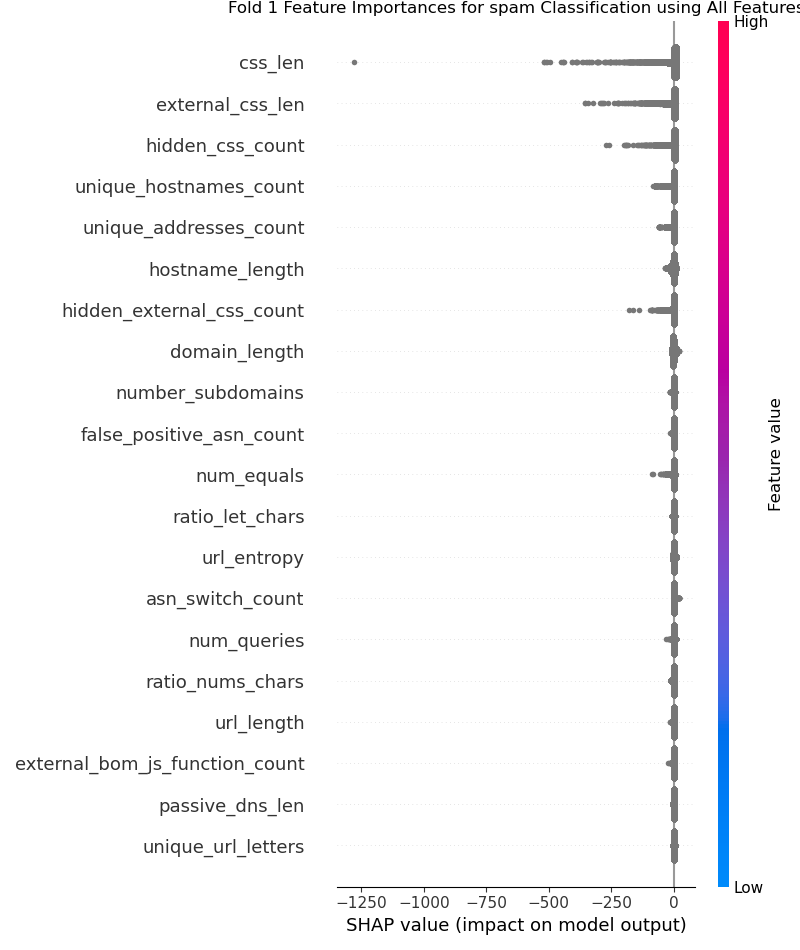 Fold 1 Feature Importances for spam Classification using All Features
High
css_len
external_css_len
hidden_css_count
unique_hostnames_count
unique_addresses_count
hostname_length
hidden_external_css_count
domain_length
number_subdomains
false_positive_asn_count
num_equals
ratio_let_chars
url_entropy
asn_switch_count
num_queries
ratio_nums_chars
url_length
external_bom_js_function_count
passive_dns_len
unique_url_letters
Feature value
Low
−1250 −1000 −750 −500 −250 0
SHAP value (impact on model output)